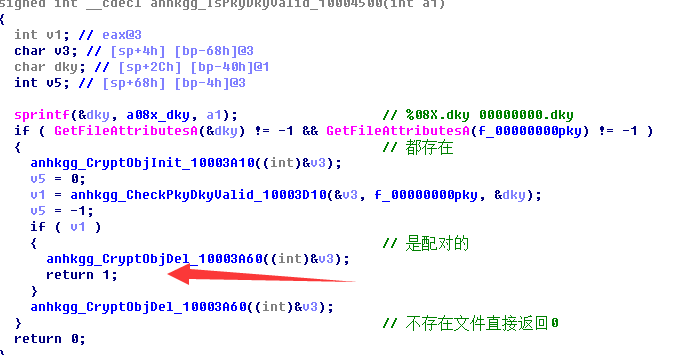 signed int __cdecl anhkgg_IsPkyDkyValid_10004500(int a1)
{
int v1; // eax@3
char v3; // [sp+4h] [bp-68h]@3
char dky; // [sp+2Ch] [bp-40h]@1
int v5; // [sp+68h] [bp-4h]@3
sprintf(&dky, a08x_dky, a1); // %08X.dky 00000000.dky
if ( GetFileAttributesA(&dky) != -1 && GetFileAttributesA(f_00000000pky) != -1 )
{ // 都存在
anhkgg_CryptObjInit_10003A10((int)&v3);
v5 = 0;
v1 = anhkgg_CheckPkyDkyValid_10003D10(&v3, f_00000000pky, &dky);
v5 = -1;
if ( v1 )
{ // 是配对的
anhkgg_CryptObjDel_10003A60((int)&v3);
return 1;
}
anhkgg_CryptObjDel_10003A60((int)&v3);
} // 不存在文件直接返回0
return 0;
}